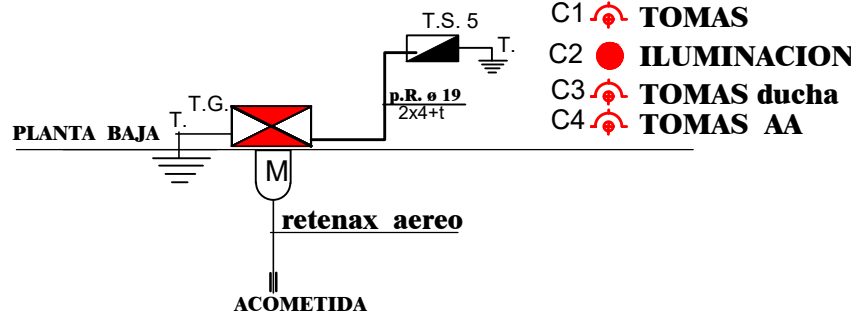 T.S. 5
T.
p.R. ø 19
2x4+t
T.G.
T.
PLANTA BAJA
M
retenax aereo
ACOMETIDA
C1 TOMAS
C2 ILUMINACION
C3 TOMAS ducha
C4 TOMAS AA